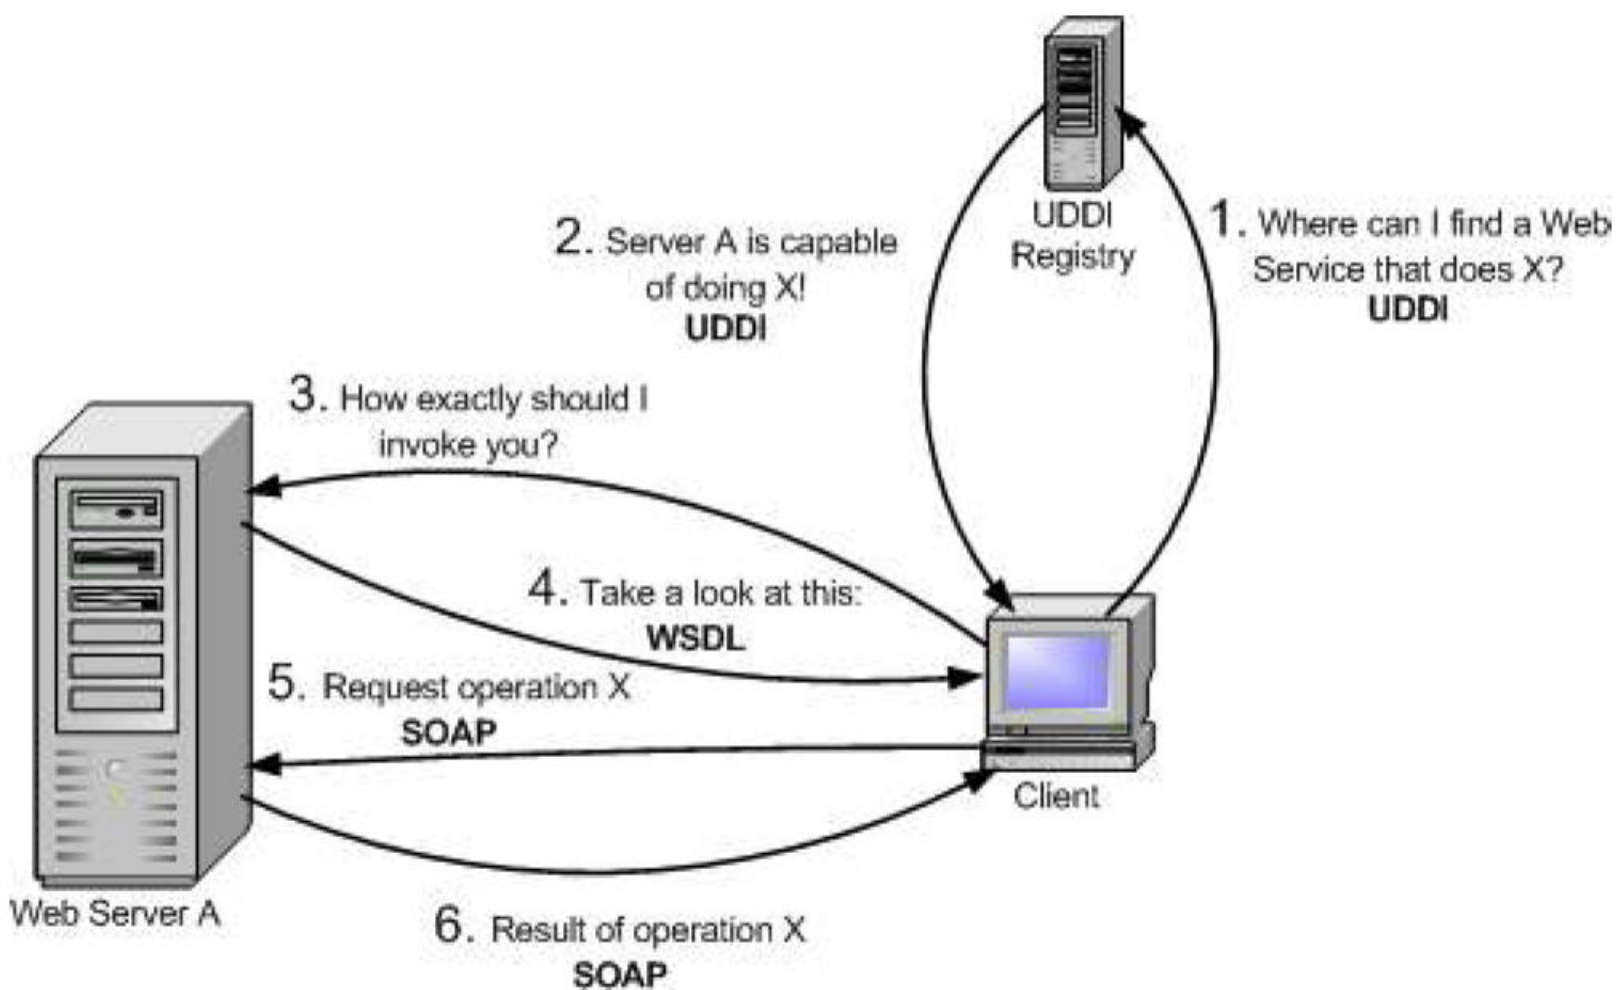 UDDI
Registry
1. Where can I find a Web
Service that does X?
UDDI
2. Server A is capable
of doing X!
UDDI
3. How exactly should I
invoke you?
4. Take a look at this:
WSDL
5. Request operation X
SOAP
Client
Web Server A
6. Result of operation X
SOAP